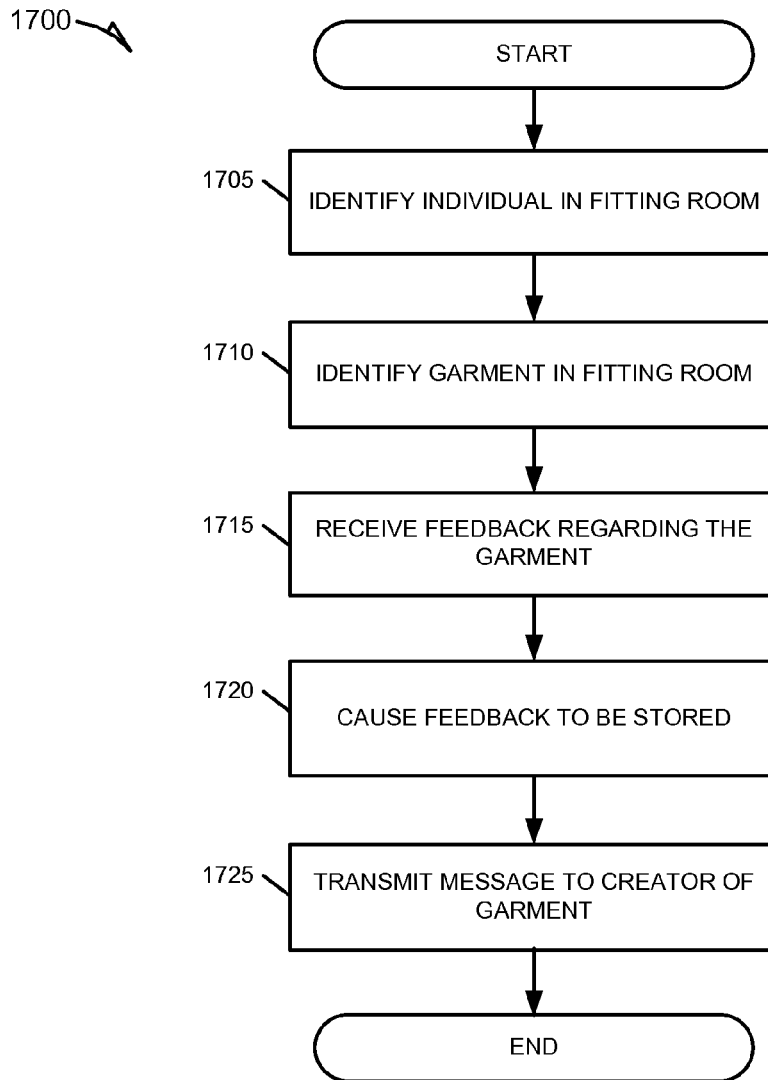 1700
START
1705
IDENTIFY INDIVIDUAL IN FITTING ROOM
1710
IDENTIFY GARMENT IN FITTING ROOM
1715
RECEIVE FEEDBACK REGARDING THE
GARMENT
1720
CAUSE FEEDBACK TO BE STORED
1725
TRANSMIT MESSAGE TO CREATOR OF
GARMENT
END